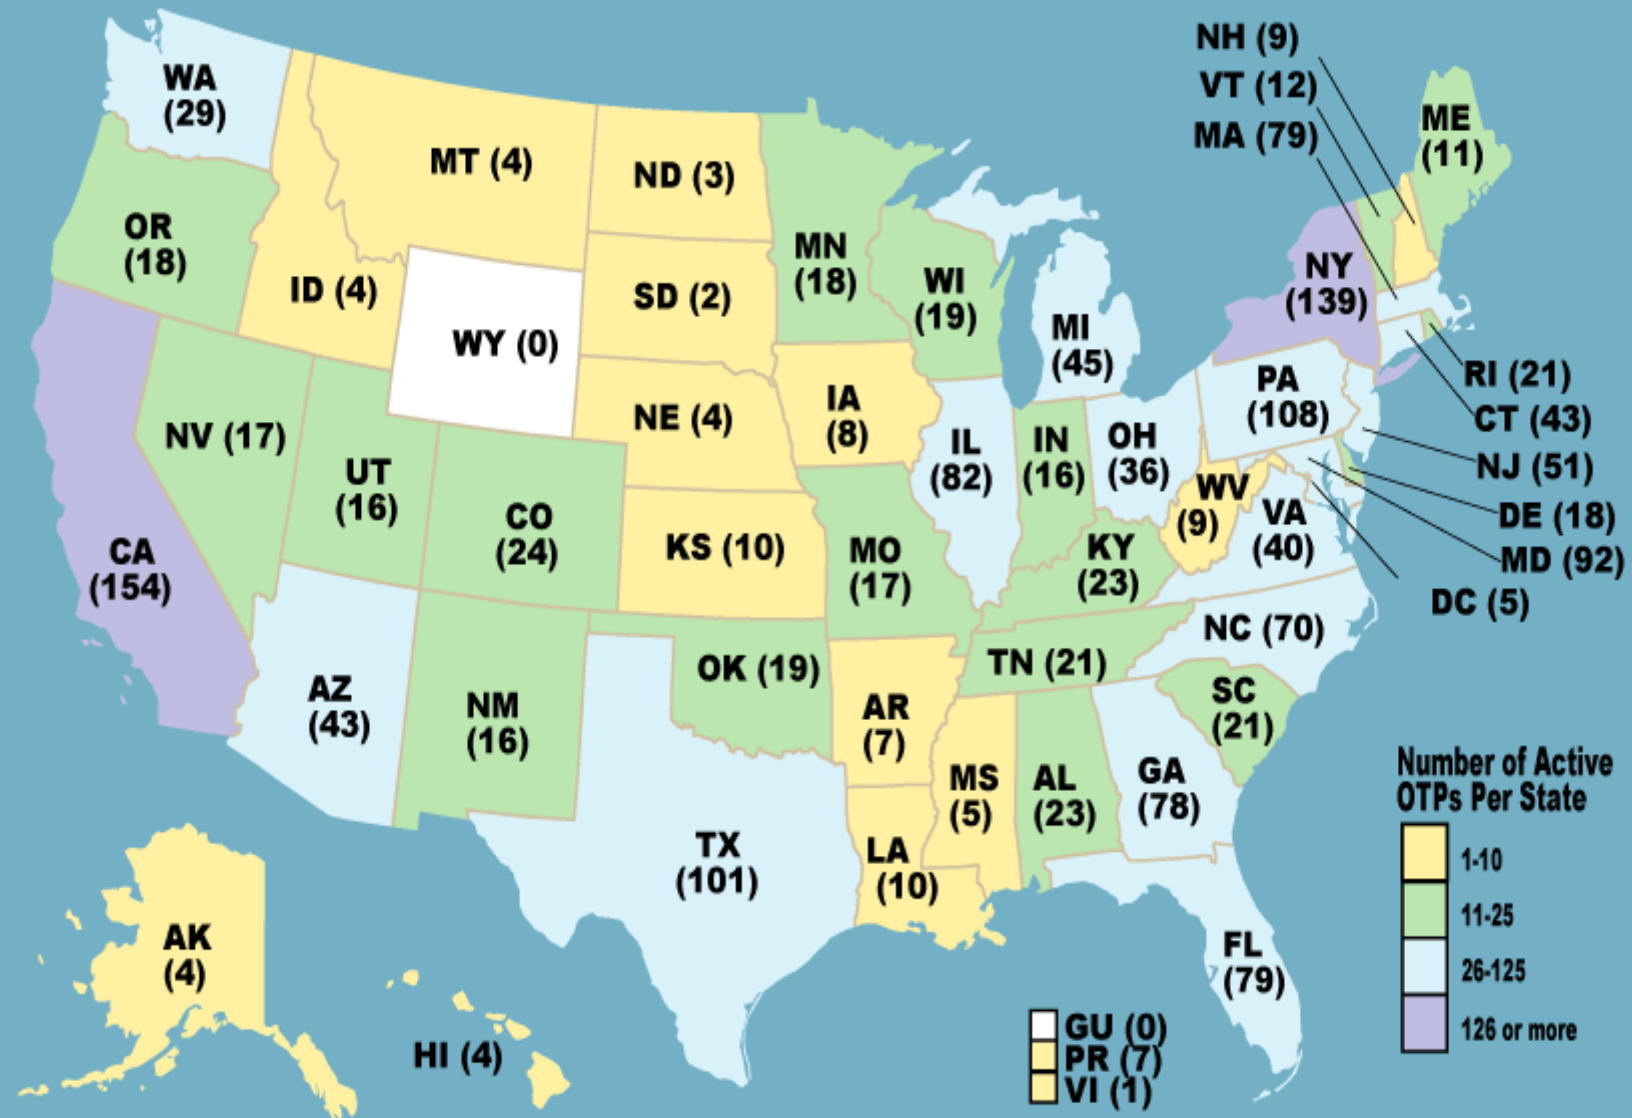 WA
(29)
MT (4)
ND (3)
OR
(18)
ID (4)
WY (0)
SD (2)
MN
(18)
WI
(19)
MI
(45)
NH (9)
VT (12)
MA (79)
ME
(11)
NY
(139)
NV (17)
UT
(16)
CO
(24)
NE (4)
IA
(8)
IL
(82)
IN
(16)
OH
(36)
PA
(108)
RI (21)
CT (43)
NJ (51)
DE (18)
MD (92)
DC (5)
CA
(154)
KS (10)
MO
(17)
KY
(23)
WV
(9)
VA
(40)
NC (70)
AZ
(43)
NM
(16)
OK (19)
AR
(7)
TN (21)
SC
(21)
TX
(101)
LA
(10)
MS
(5)
AL
(23)
GA
(78)
FL
(79)
AK
(4)
HI (4)
GU (0)
PR (7)
VI (1)
Number of Active
OTPs Per State
1-10
11-25
26-125
126 or more